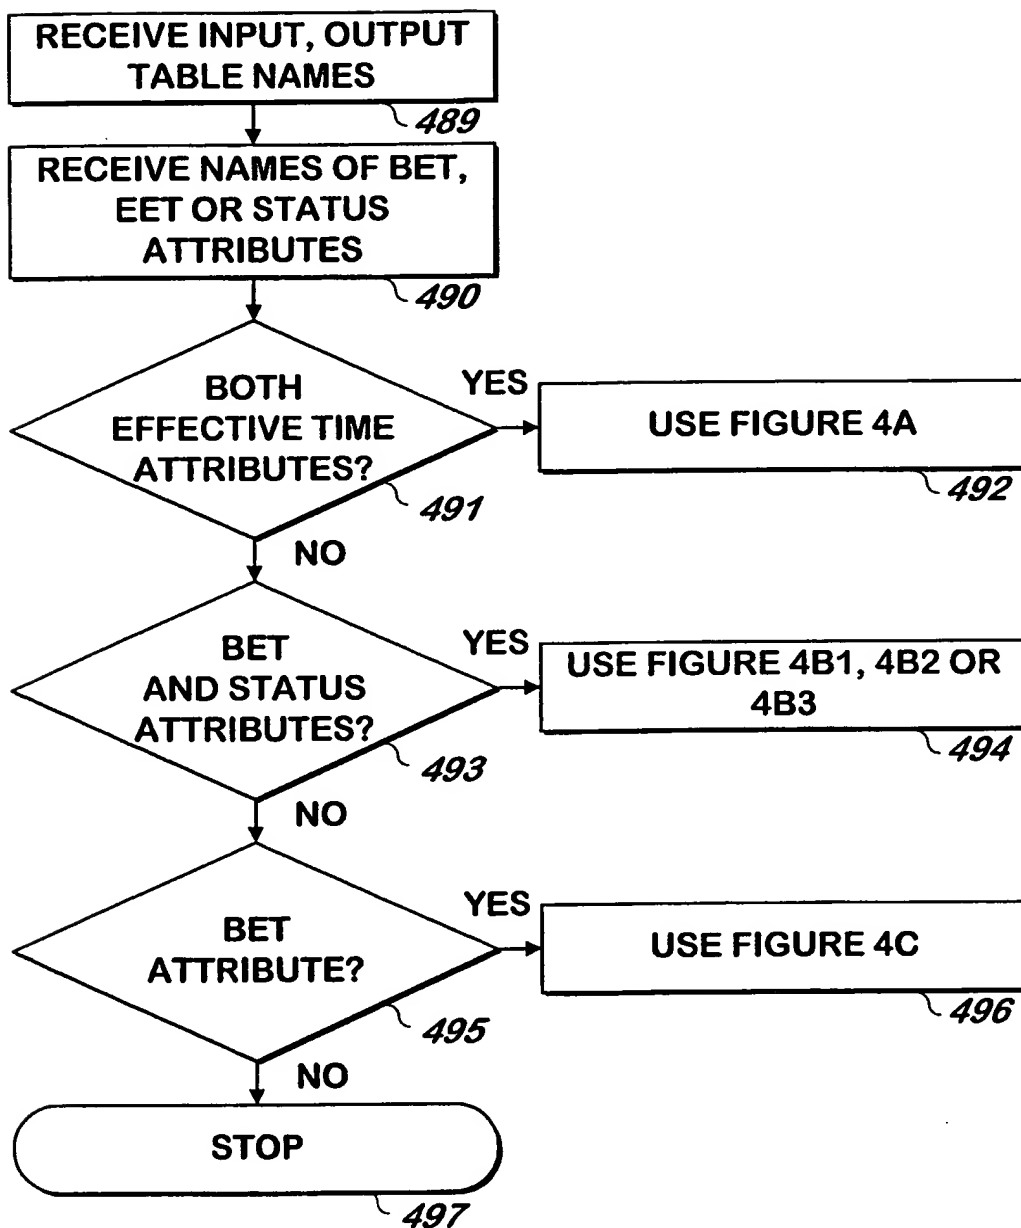 RECEIVE INPUT, OUTPUT
TABLE NAMES
489
RECEIVE NAMES OF BET,
EET OR STATUS
ATTRIBUTES
490
BOTH
EFFECTIVE TIME
ATTRIBUTES?
491
YES
USE FIGURE 4A
492
NO
BET
AND STATUS
ATTRIBUTES?
493
YES
USE FIGURE 4B1, 4B2 OR
4B3
494
NO
BET
ATTRIBUTE?
495
YES
USE FIGURE 4C
496
NO
STOP
497